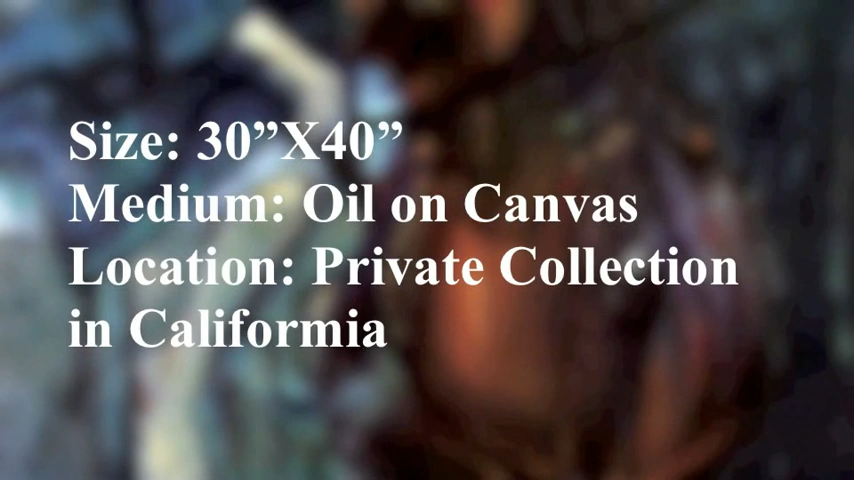 Size: 30”X40”
Medium: Oil on Canvas
Location: Private Collection
in Califormia